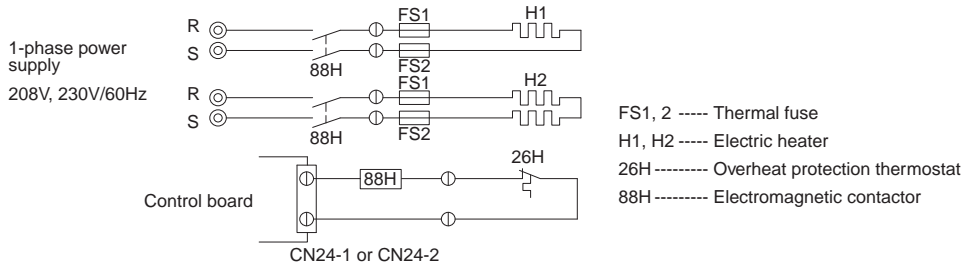 FS1 H1
R
S
1-phase power
supply
88H FS2
208V, 230V/60Hz
FS1 H2
R
S
88H FS2
FS1, 2 ----- Thermal fuse
H1, H2 ----- Electric heater
26H --------- Overheat protection thermostat
88H --------- Electromagnetic contactor
26H
88H
Control board
CN24-1 or CN24-2